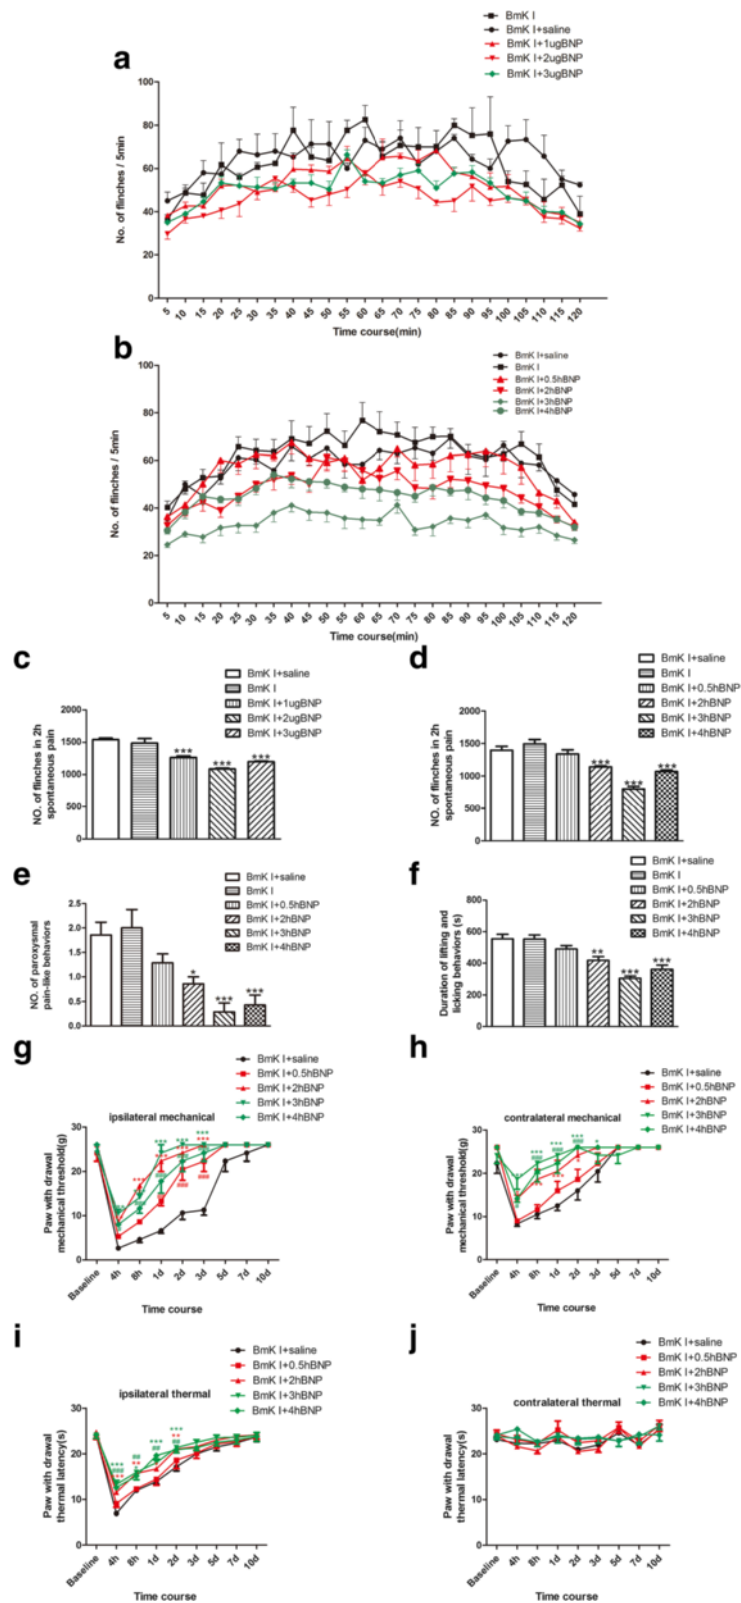 BmK I
BmK I+saline
BmK I+1ugBNP
BmK I+2ugBNP
BmK I+3ugBNP
a
No. of flinches / 5min
100
80
60
40
20
0
5 10 15 20 25 30 35 40 45 50 55 60 65 70 75 80 85 90 95 100 105 110 115 120
Time course(min)
b
BmK I+saline
BmK I
BmK I+0.5hBNP
BmK I+2hBNP
BmK I+3hBNP
BmK I+4hBNP
No. of flinches / 5min
100
80
60
40
20
0
5 10 15 20 25 30 35 40 45 50 55 60 65 70 75 80 85 90 95 100 105 110 115 120
Time course(min)
c
BmK I+saline
BmK I
BmK I+1ugBNP
BmK I+2ugBNP
BmK I+3ugBNP
NO. of flinches in 2h
spontaneous pain
2000
1500
1000
500
0
*** *** ***
d
BmK I+saline
BmK I
BmK I+0.5hBNP
BmK I+2hBNP
BmK I+3hBNP
BmK I+4hBNP
NO. of flinches in 2h
spontaneous pain
2000
1500
1000
500
0
*** *** ***
e
BmK I+saline
BmK I
BmK I+0.5hBNP
BmK I+2hBNP
BmK I+3hBNP
BmK I+4hBNP
NO. of paroxysmal
pain-like behaviors
2.5
2.0
1.5
1.0
0.5
0.0
* *** ***
f
BmK I+saline
BmK I
BmK I+0.5hBNP
BmK I+2hBNP
BmK I+3hBNP
BmK I+4hBNP
Duration of lifting and
licking behaviors (s)
800
600
400
200
0
** *** ***
g
BmK I+saline
BmK I+0.5hBNP
BmK I+2hBNP
BmK I+3hBNP
BmK I+4hBNP
ipsilateral mechanical
Paw with drawal
mechanical threshold(g)
30
20
10
0
Baseline 4h 8h 1d 2d 3d 5d 7d 10d
Time course
h
BmK I+saline
BmK I+0.5hBNP
BmK I+2hBNP
BmK I+3hBNP
BmK I+4hBNP
contralateral mechanical
Paw with drawal
mechanical threshold(g)
30
20
10
0
Baseline 4h 8h 1d 2d 3d 5d 7d 10d
Time course
i
BmK I+saline
BmK I+0.5hBNP
BmK I+2hBNP
BmK I+3hBNP
BmK I+4hBNP
ipsilateral thermal
Paw with drawal
thermal latency(s)
30
20
10
0
Baseline 4h 8h 1d 2d 3d 5d 7d 10d
Time course
j
BmK I+saline
BmK I+0.5hBNP
BmK I+2hBNP
BmK I+3hBNP
BmK I+4hBNP
contralateral thermal
Paw with drawal
thermal latency(s)
30
20
10
0
Baseline 4h 8h 1d 2d 3d 5d 7d 10d
Time course